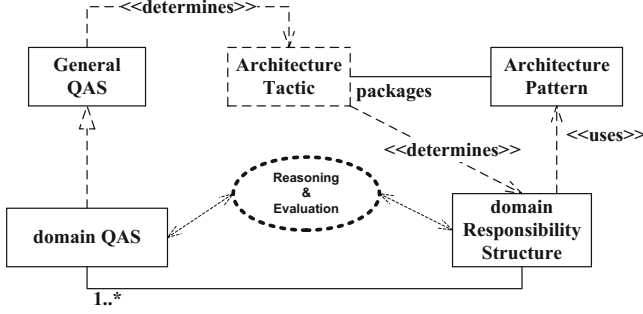 <<determines>>
General
QAS
Architecture
Tactic
packages
Architecture
Pattern
<<uses>>
<<determines>>
Reasoning
&
Evaluation
domain QAS
domain
Responsibility
Structure
1..*